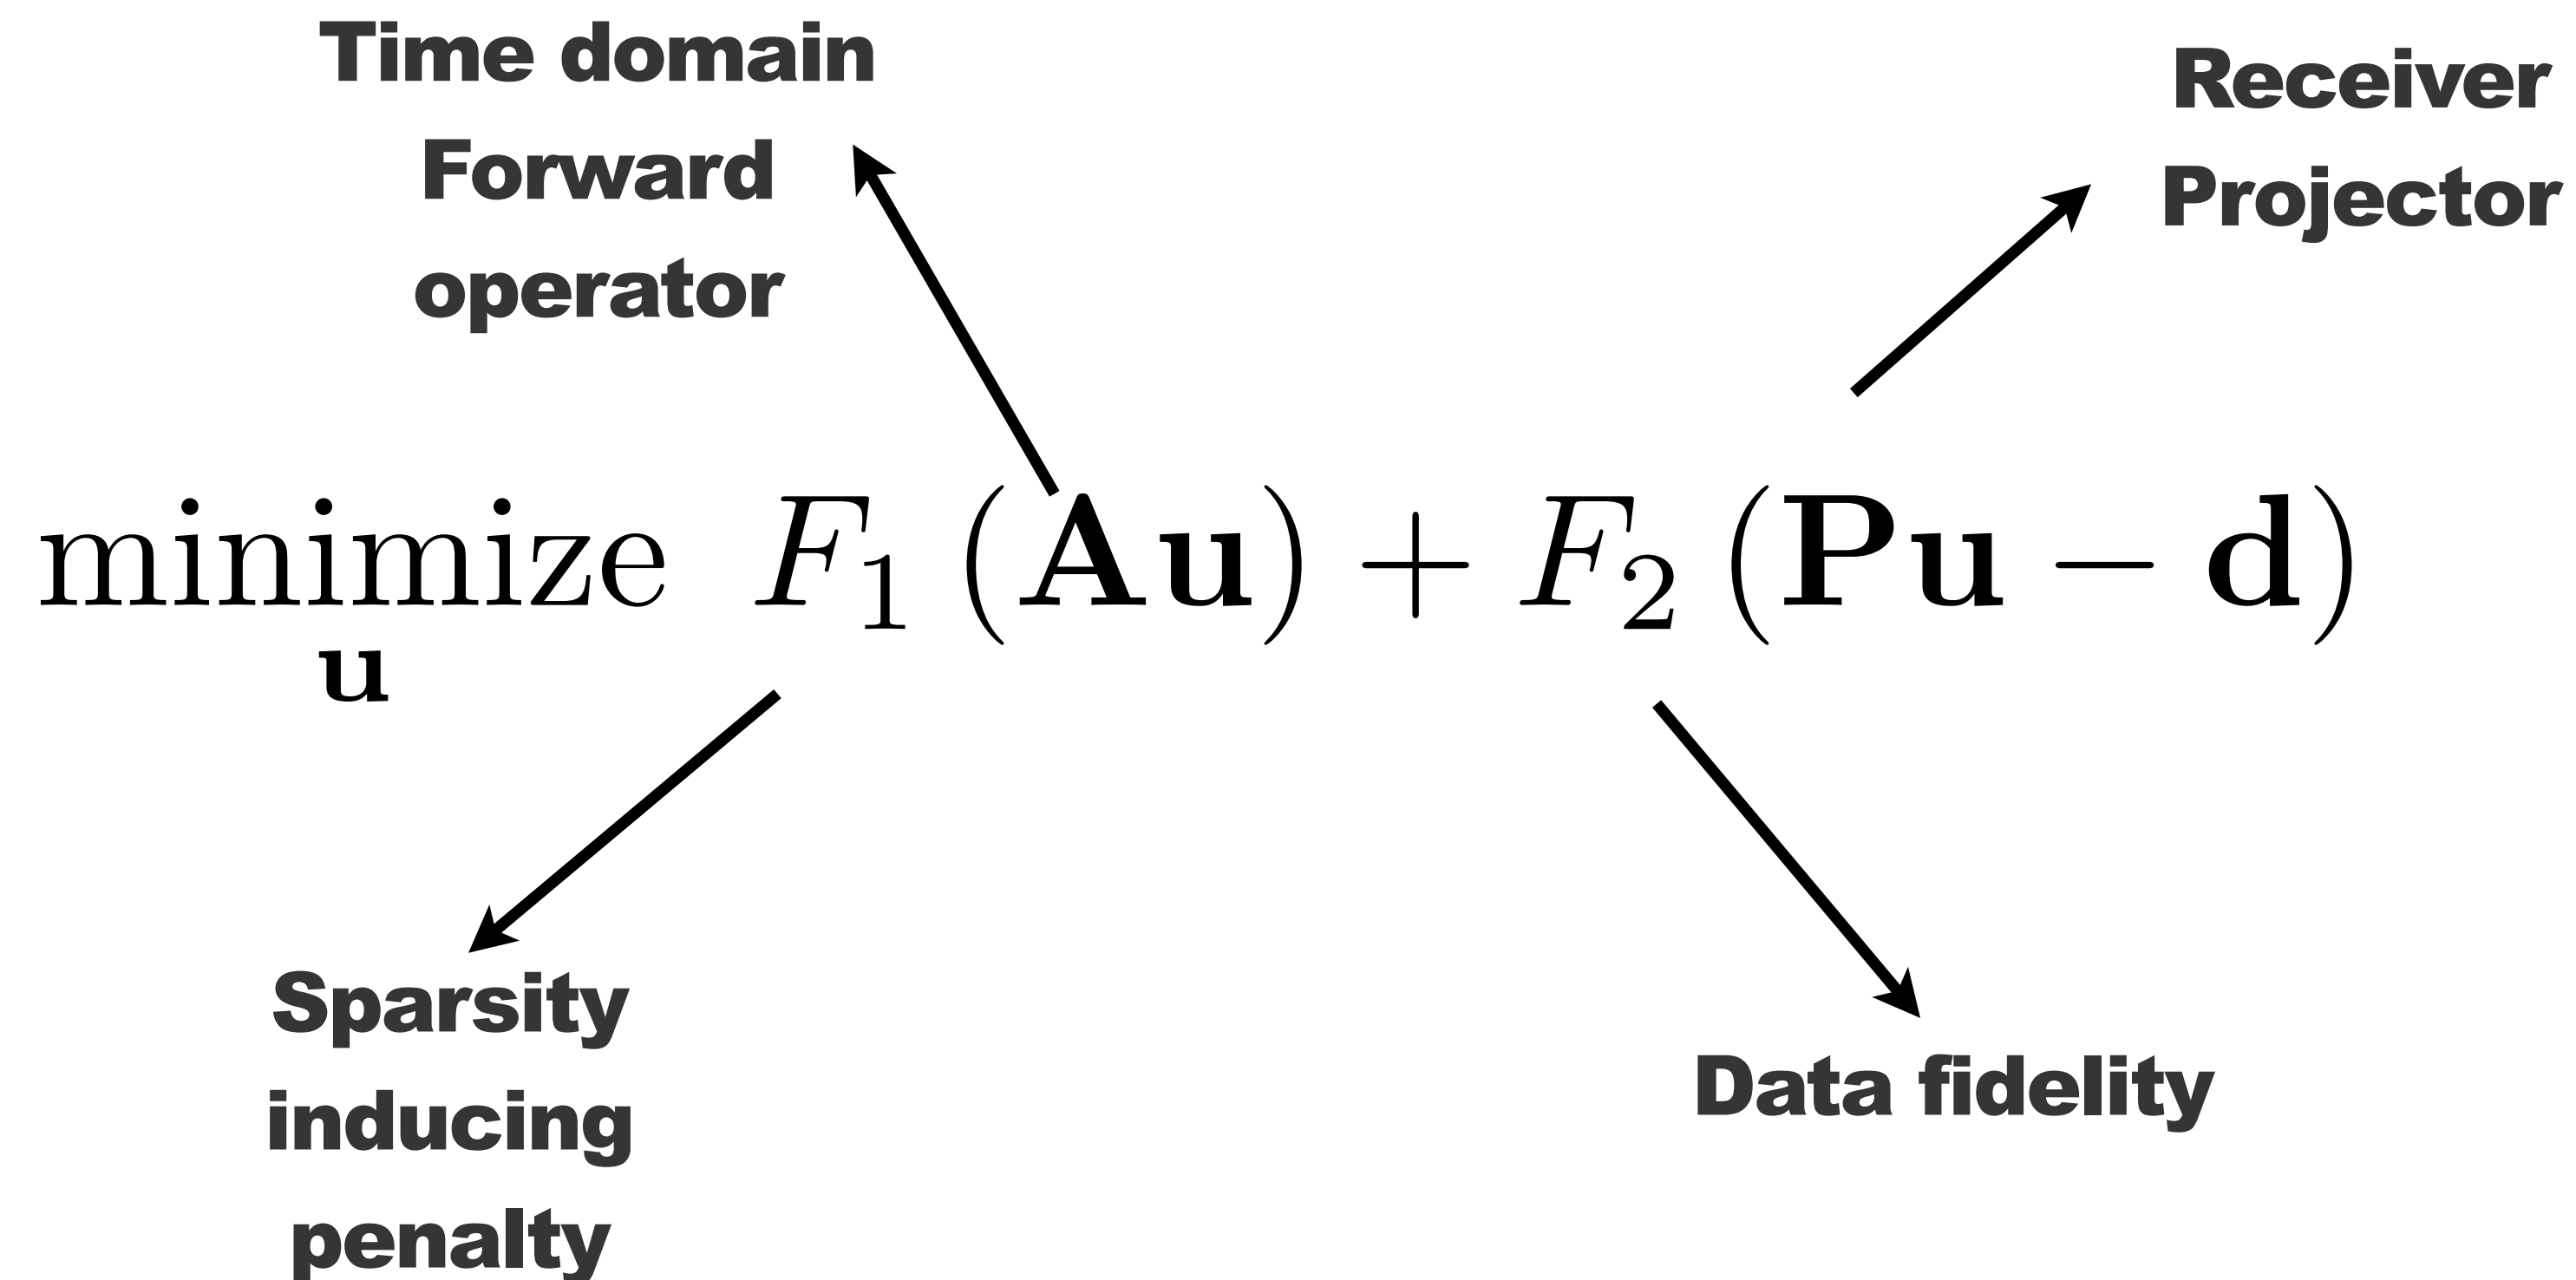 Time domain
Forward
operator
Receiver
Projector
minimize F₁ (Au) + F₂ (Pu − d)
u
Sparsity
inducing
penalty
Data fidelity